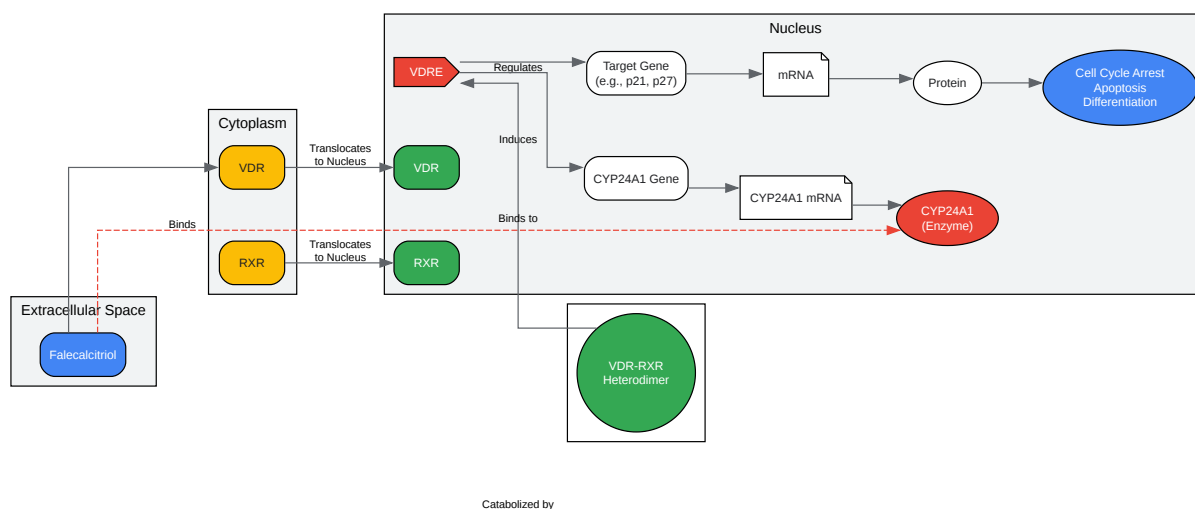 Nucleus
VDRE
Regulates
Target Gene
(e.g., p21, p27)
mRNA
Protein
Cell Cycle Arrest
Apoptosis
Differentiation
Cytoplasm
VDR
Translocates
to Nucleus
VDR
Induces
CYP24A1 Gene
CYP24A1 mRNA
CYP24A1
(Enzyme)
Binds
Binds to
RXR
Translocates
to Nucleus
RXR
Extracellular Space
Falecalcitriol
VDR-RXR
Heterodimer
Catabolized by